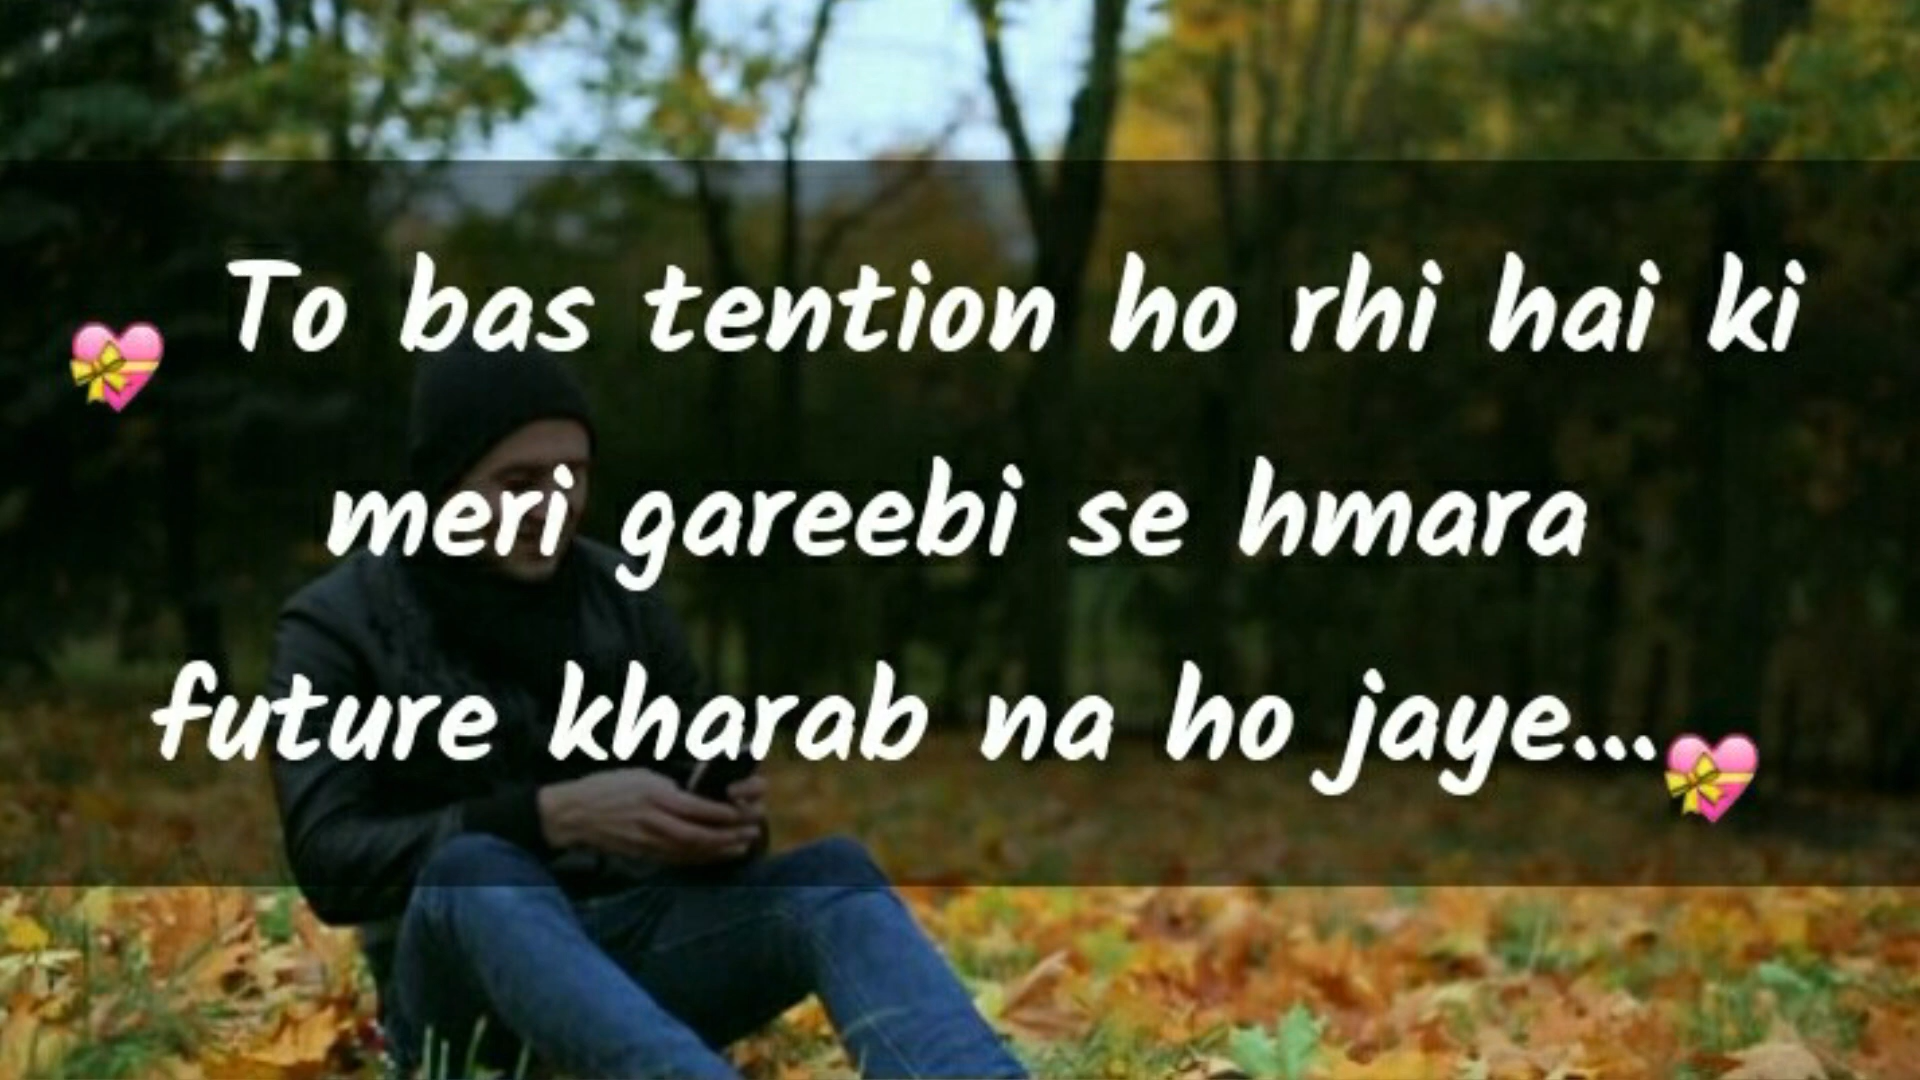 💝 To bas tention ho rhi hai ki
meri gareebi se hmara
future kharab na ho jaye...💝